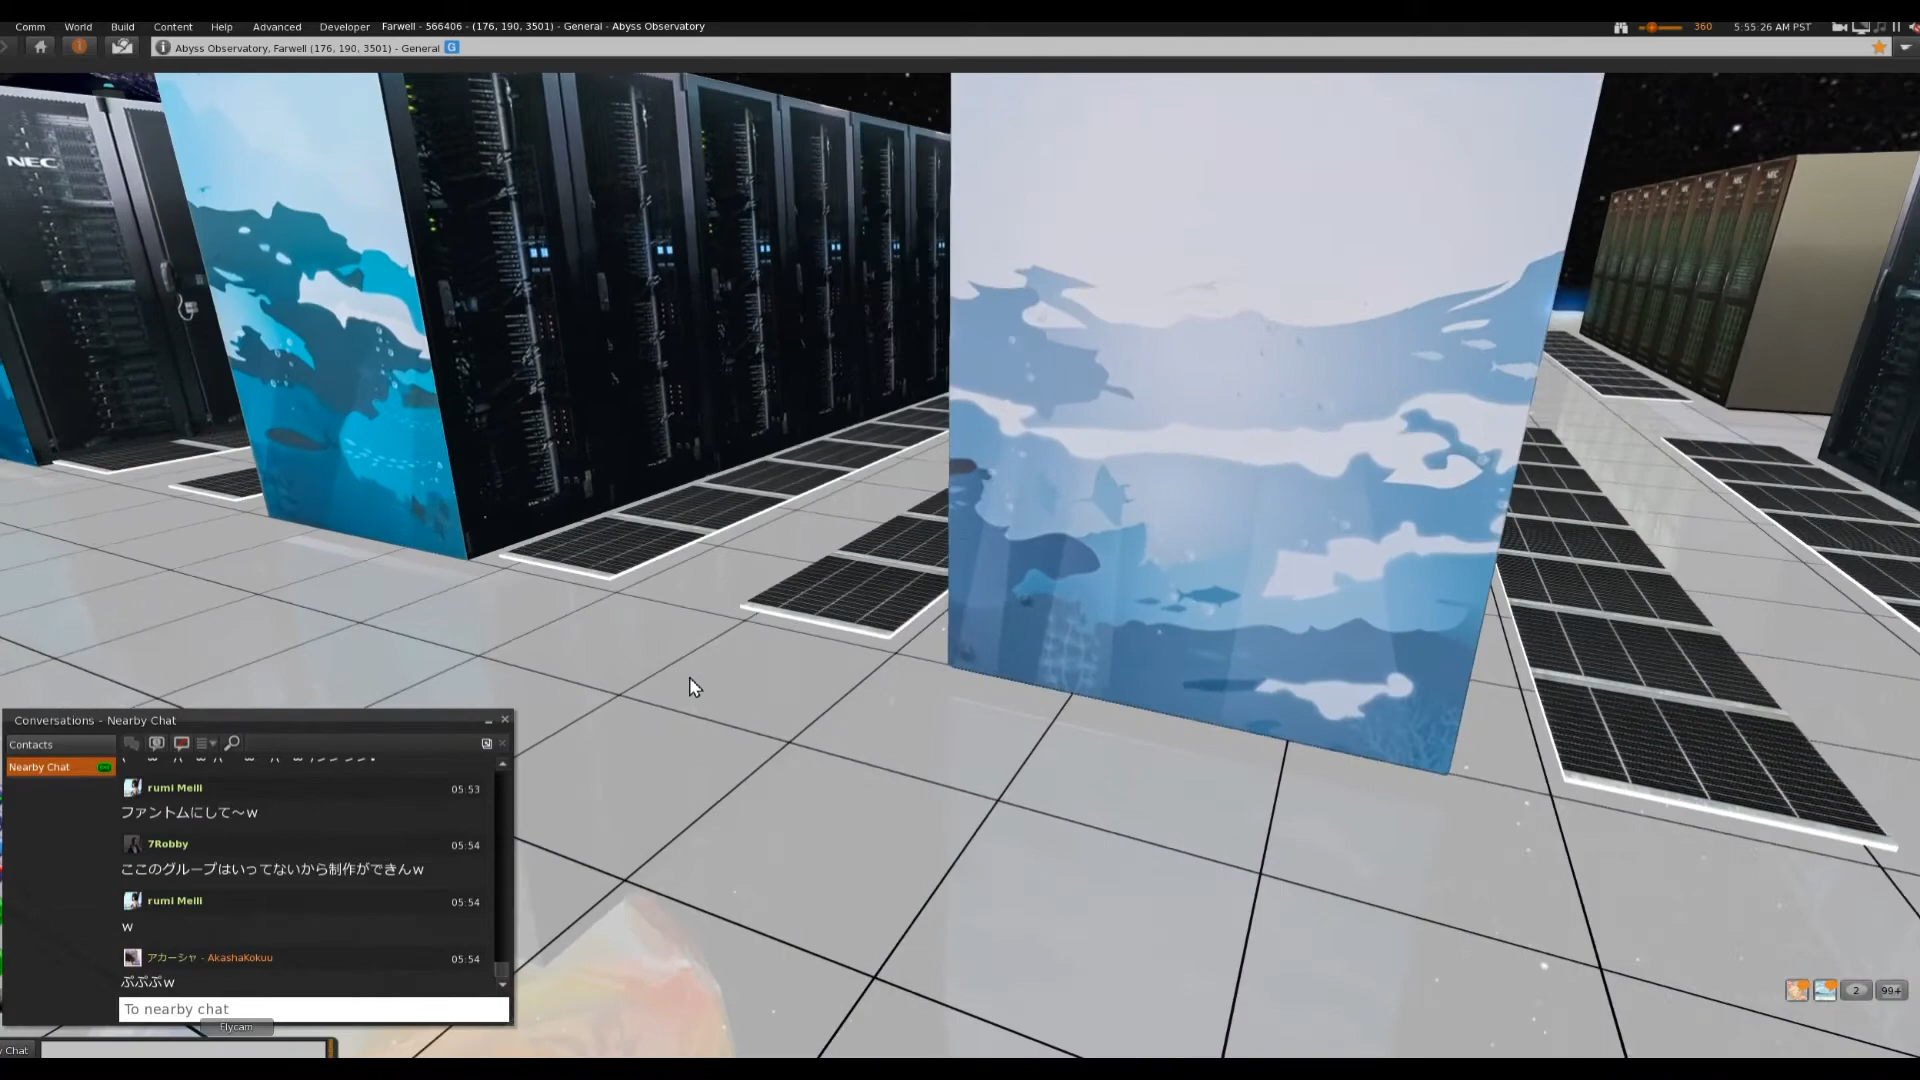 Comm World Build Content Help Advanced Developer Farwell - 566406 - (176, 190, 3501) - General - Abyss Observatory 360 5:55:26 AM PST
Abyss Observatory, Farwell (176, 190, 3501) - General G
NEC
NEC
Conversations - Nearby Chat
Contacts
Nearby Chat
rumi Meili 05:53
ファントムにして～w
7Robby 05:54
ここのグループはいってないから制作ができんw
rumi Meili 05:54
w
アカーシャ - AkashaKokuu 05:54
ぷぷぷw
To nearby chat
Flycam
y Chat
2 99+